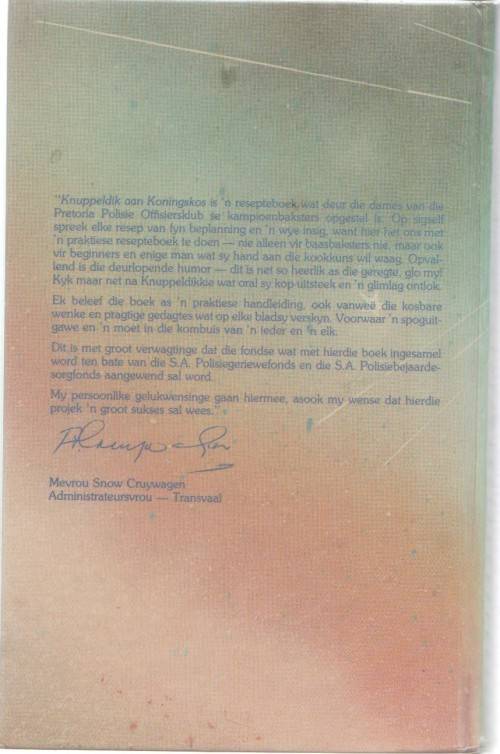 "Knuppeldik aan Koningskos is 'n resepteboek wat deur die dames van die
Pretoria Polisie Offisiersklub se kampioenbaksters opgestel is. Op sigself
spreek elke resep van fyn beplanning en 'n wye insig, want hier het ons met
'n praktiese resepteboek te doen — nie alleen vir baasbaksters nie, maar ook
vir beginners en enige man wat sy hand aan die kookkuns wil waag. Opval-
lend is die deurlopende humor — dit is net so heerlik as die geregte, glo my!
Kyk maar net na Knuppeldikkie wat oral sy kop uitsteek en 'n glimlag ontlok.
Ek beleef die boek as 'n praktiese handleiding, ook vanweë die kosbare
wenke en pragtige gedagtes wat op elke bladsy verskyn. Voorwaar 'n spoguit-
gawe en 'n moet in die kombuis van 'n ieder en 'n elk.
Dit is met groot verwagtinge dat die fondse wat met hierdie boek ingesamel
word ten bate van die S.A. Polisiegeriewefonds en die S.A. Polisiebejaarde-
sorgfonds aangewend sal word.
My persoonlike gelukwensinge gaan hiermee, asook my wense dat hierdie
projek 'n groot sukses sal wees."
Mevrou Snow Cruywagen
Administrateursvrou — Transvaal